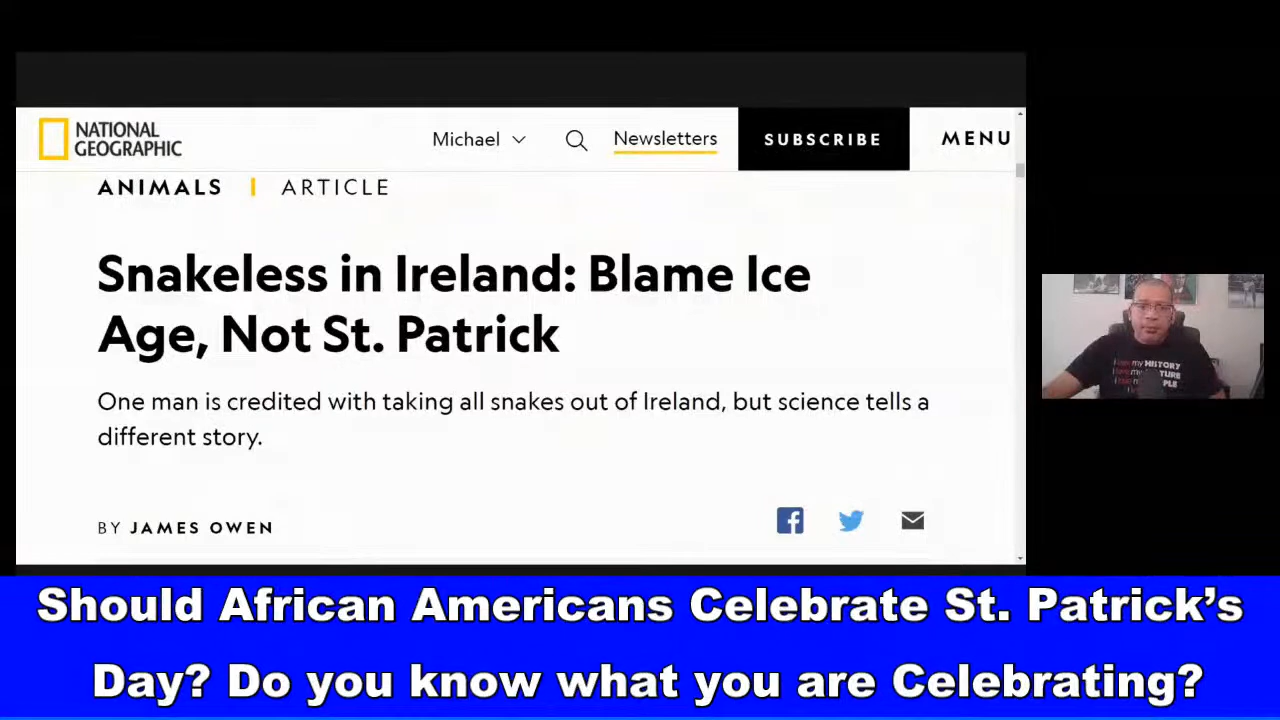 NATIONAL
GEOGRAPHIC
Michael
Newsletters
SUBSCRIBE
MENU
ANIMALS | ARTICLE
Snakeless in Ireland: Blame Ice
Age, Not St. Patrick
One man is credited with taking all snakes out of Ireland, but science tells a
different story.
BY JAMES OWEN
my HISTORY
Should African Americans Celebrate St. Patrick’s
Day? Do you know what you are Celebrating?